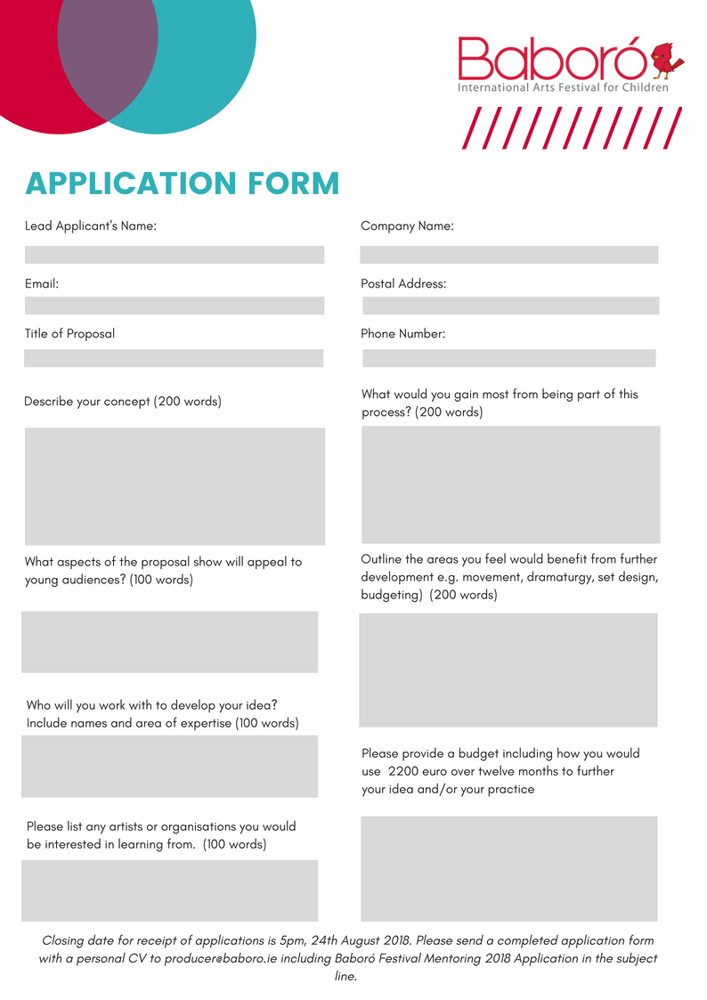 Baboró
International Arts Festival for Children
APPLICATION FORM
Lead Applicant's Name:
Company Name:
Email:
Postal Address:
Title of Proposal
Phone Number:
Describe your concept (200 words)
What would you gain most from being part of this
process? (200 words)
What aspects of the proposal show will appeal to
young audiences? (100 words)
Outline the areas you feel would benefit from further
development e.g. movement, dramaturgy, set design,
budgeting)  (200 words)
Who will you work with to develop your idea?
Include names and area of expertise (100 words)
Please provide a budget including how you would
use  2200 euro over twelve months to further
your idea and/or your practice
Please list any artists or organisations you would
be interested in learning from.  (100 words)
Closing date for receipt of applications is 5pm, 24th August 2018. Please send a completed application form
with a personal CV to producer@baboro.ie including Baboró Festival Mentoring 2018 Application in the subject
line.